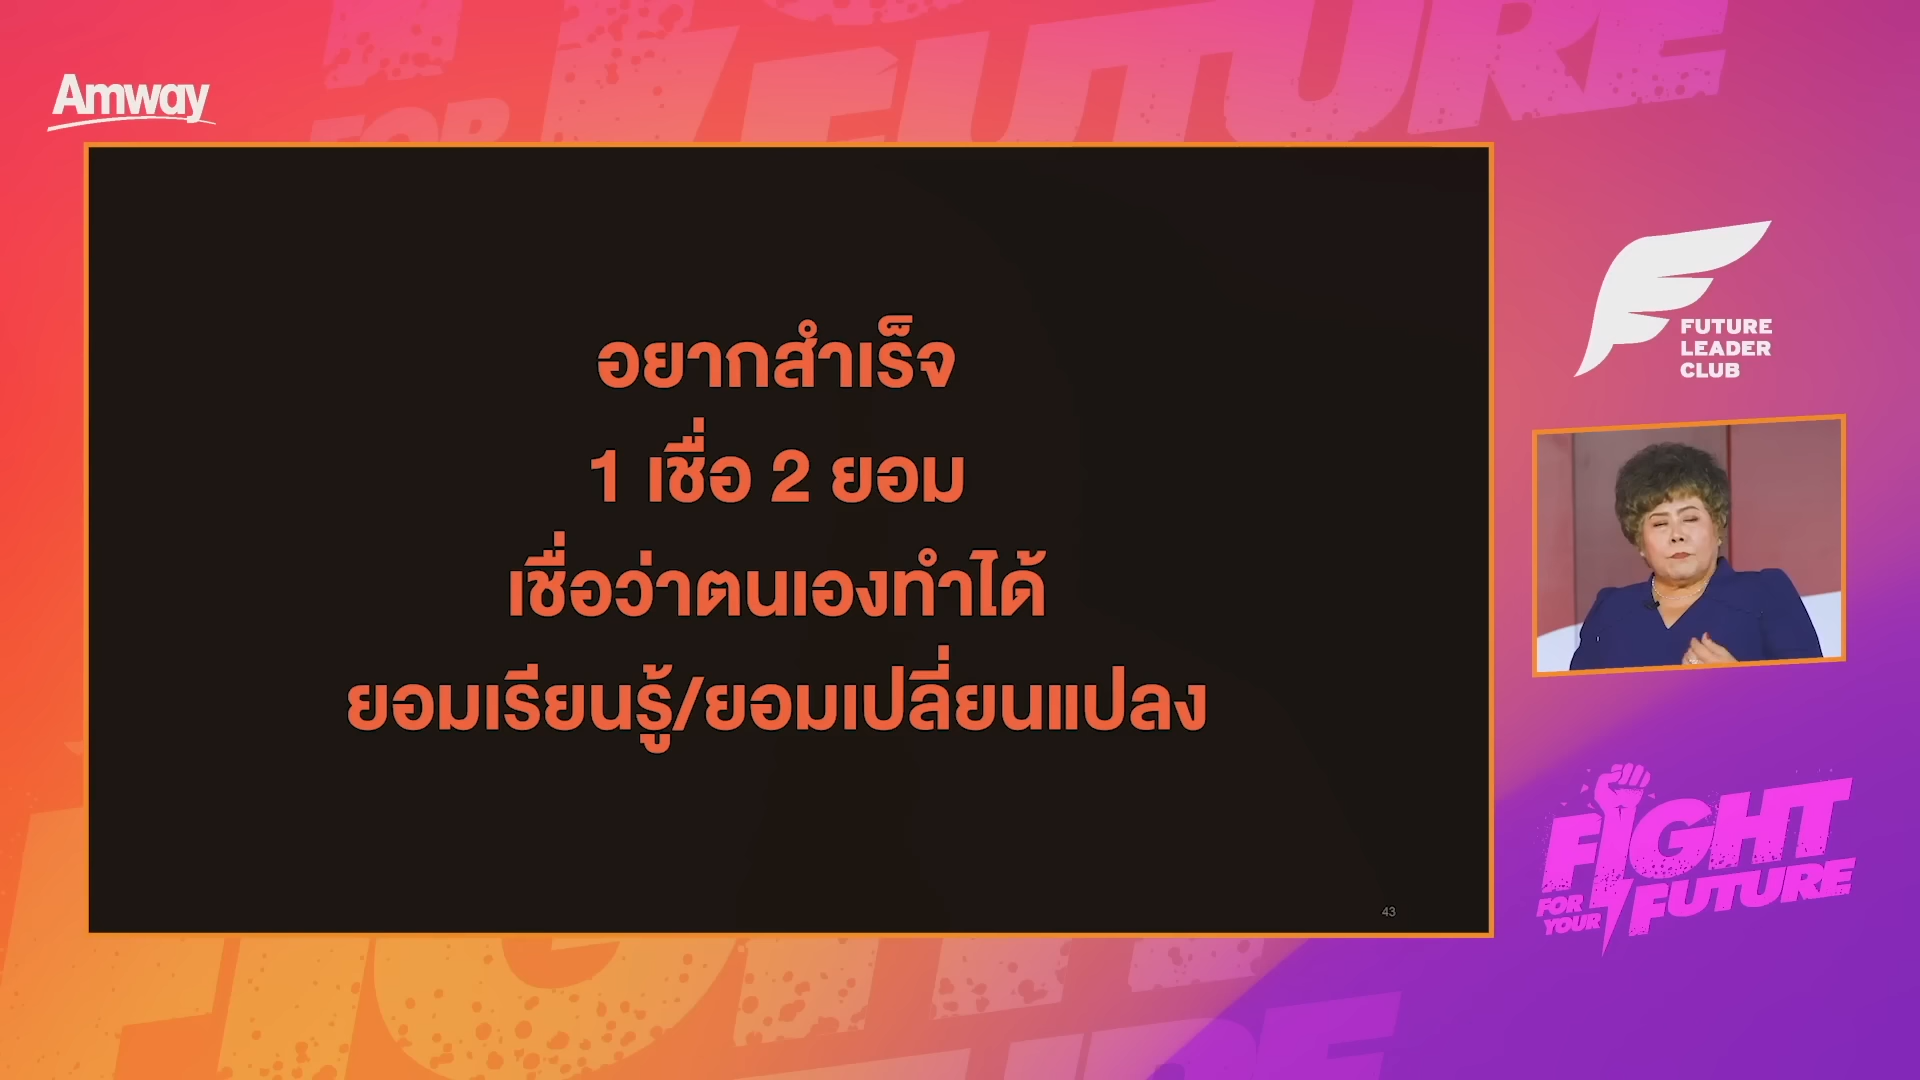 Amway
อยากสำเร็จ
1 เชื่อ 2 ยอม
เชื่อว่าตนเองทำได้
ยอมเรียนรู้/ยอมเปลี่ยนแปลง
43
FUTURE
LEADER
CLUB
FIGHT
FOR YOUR FUTURE
FOR FUTURE
FIGHT